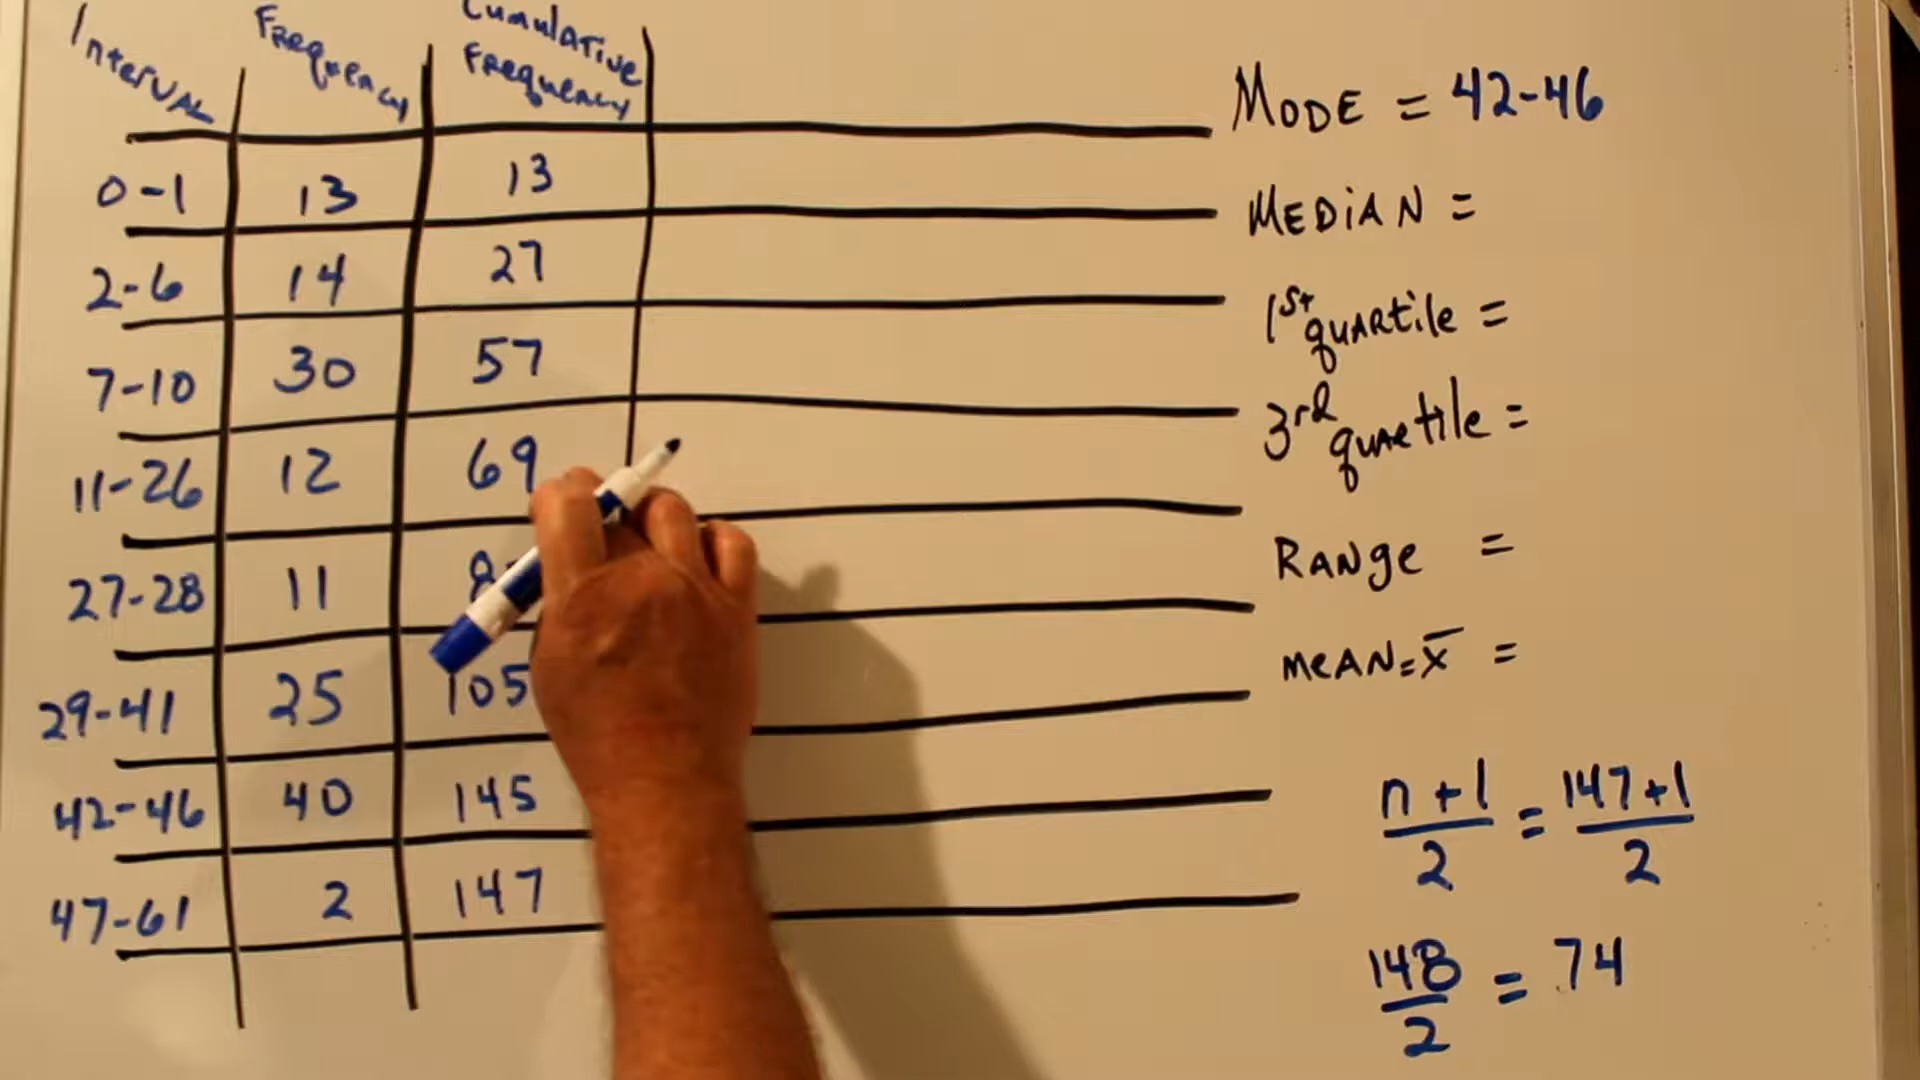 Interval Frequency Cumulative Frequency
0-1 13 13
2-6 14 27
7-10 30 57
11-26 12 69
27-28 11 8
29-41 25 105
42-46 40 145
47-61 2 147
MODE = 42-46
MEDIAN =
1st quartile =
3rd quartile =
RANge =
meAN = x̄ =
n+1/2 = 147+1/2
148/2 = 74